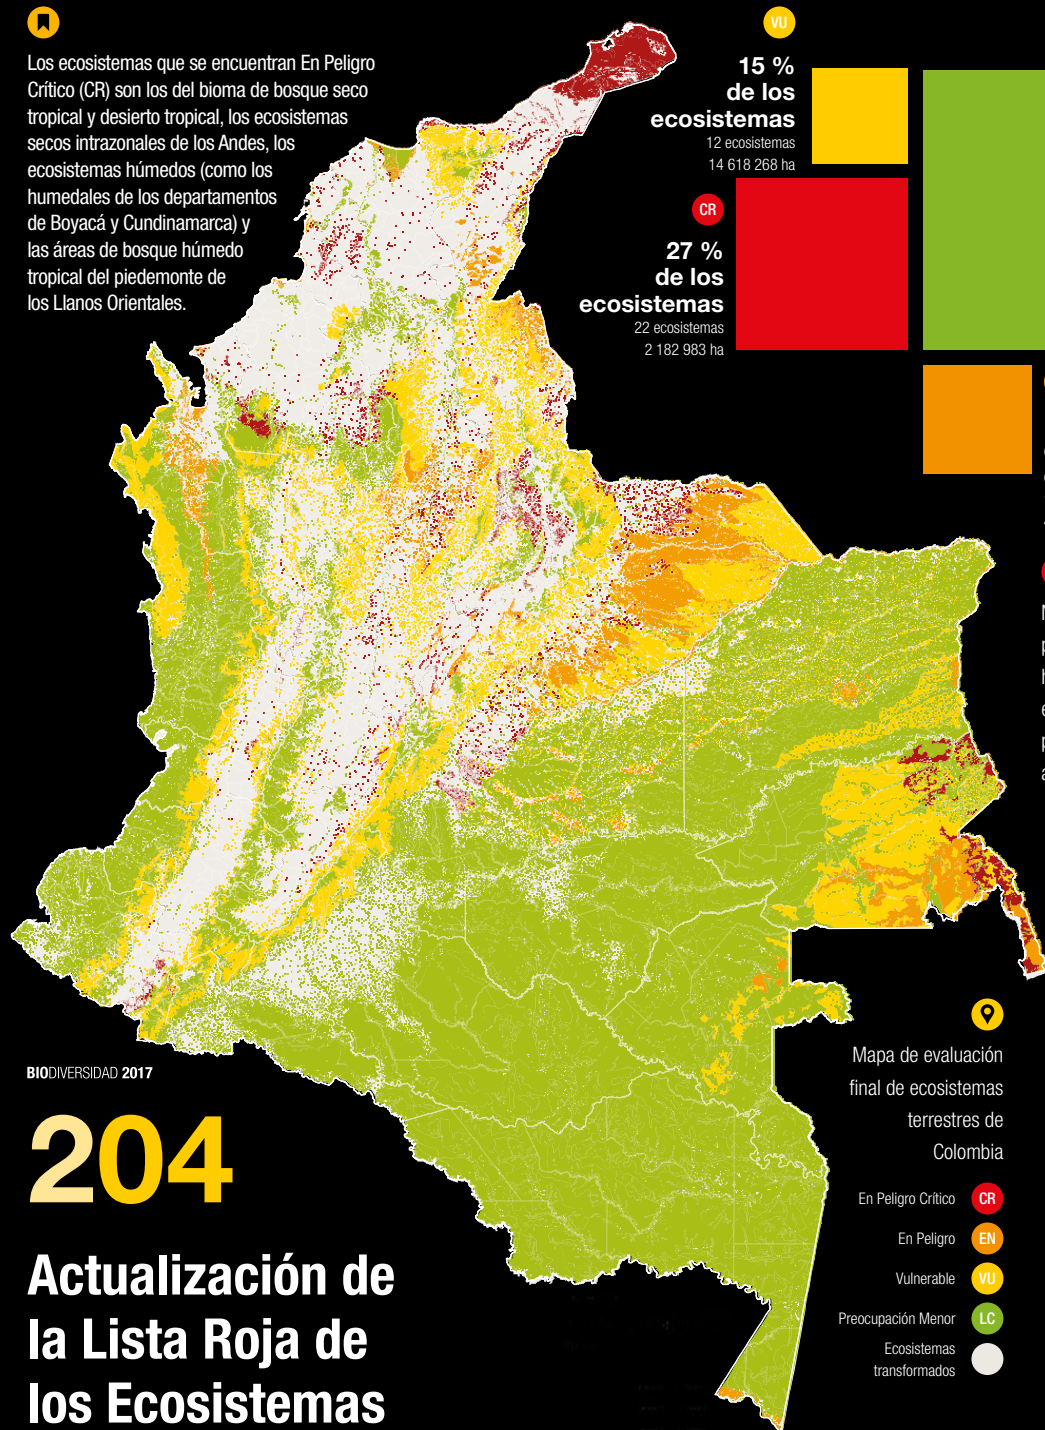 Los ecosistemas que se encuentran En Peligro
Crítico (CR) son los del bioma de bosque seco
tropical y desierto tropical, los ecosistemas
secos intrazonales de los Andes, los
ecosistemas húmedos (como los
humedales de los departamentos
de Boyacá y Cundinamarca) y
las áreas de bosque húmedo
tropical del piedemonte de
los Llanos Orientales.
VU
15 %
de los
ecosistemas
12 ecosistemas
14 618 268 ha
CR
27 %
de los
ecosistemas
22 ecosistemas
2 182 983 ha
BIODIVERSIDAD 2017
204
Actualización de
la Lista Roja de
los Ecosistemas
Mapa de evaluación
final de ecosistemas
terrestres de
Colombia
En Peligro Crítico CR
En Peligro EN
Vulnerable VU
Preocupación Menor LC
Ecosistemas
transformados